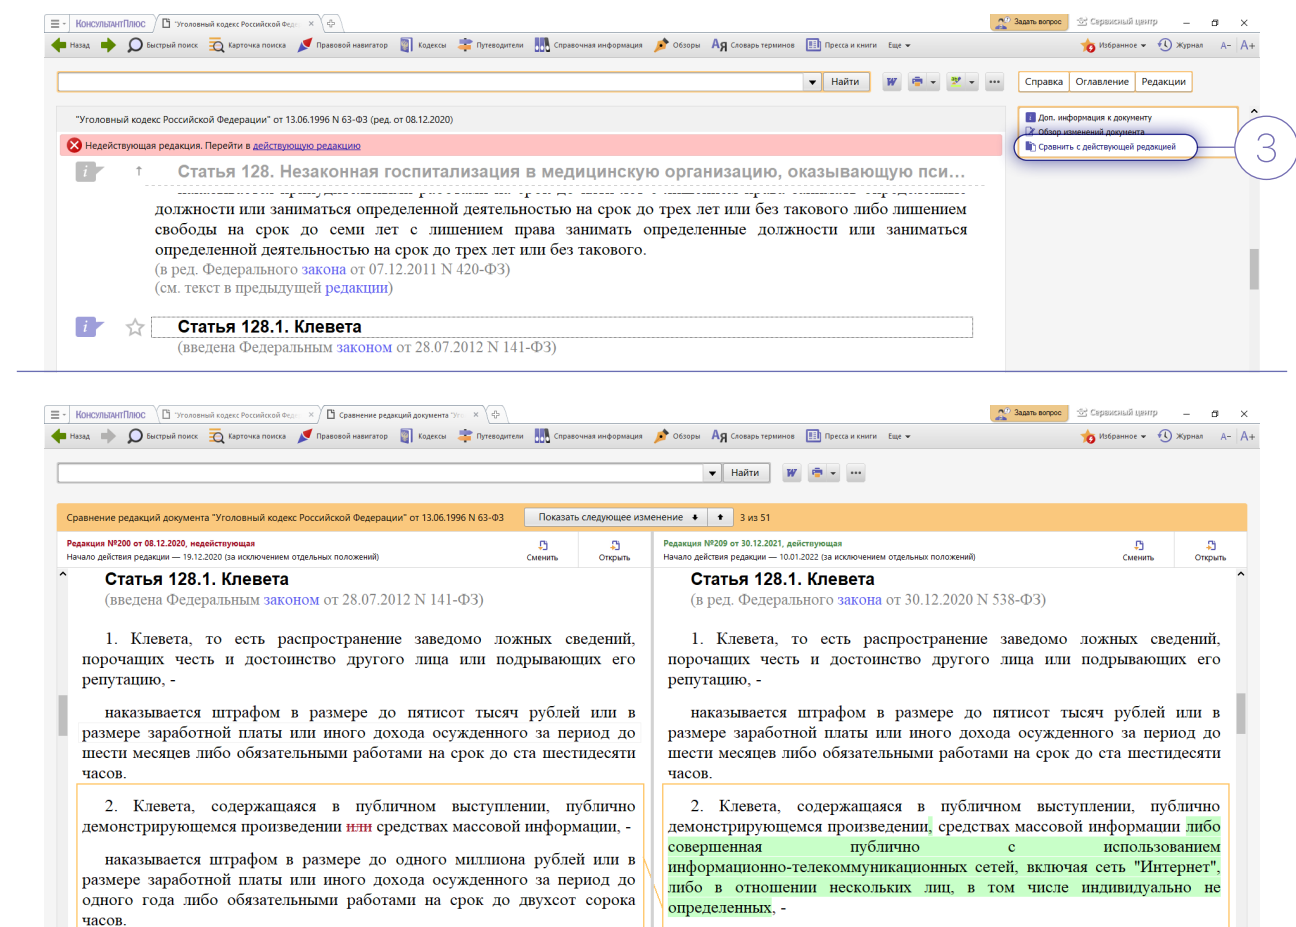 КонсультантПлюс "Уголовный кодекс Российской Феде
Задать вопрос Сервисный центр
Назад Быстрый поиск Карточка поиска Правовой навигатор Кодексы Путеводители Справочная информация Обзоры Словарь терминов Пресса и книги Еще Избранное Журнал А- А+
Найти Справка Оглавление Редакции
"Уголовный кодекс Российской Федерации" от 13.06.1996 N 63-ФЗ (ред. от 08.12.2020)
Недействующая редакция. Перейти в действующую редакцию
Доп. информация к документу
Обзор изменений документа
Сравнить с действующей редакцией
3
Статья 128. Незаконная госпитализация в медицинскую организацию, оказывающую пси...
должности или заниматься определенной деятельностью на срок до трех лет или без такового либо лишением
свободы на срок до семи лет с лишением права занимать определенные должности или заниматься
определенной деятельностью на срок до трех лет или без такового.
(в ред. Федерального закона от 07.12.2011 N 420-ФЗ)
(см. текст в предыдущей редакции)
Статья 128.1. Клевета
(введена Федеральным законом от 28.07.2012 N 141-ФЗ)
КонсультантПлюс "Уголовный кодекс Российской Сравнение редакций документа
Задать вопрос Сервисный центр
Назад Быстрый поиск Карточка поиска Правовой навигатор Кодексы Путеводители Справочная информация Обзоры Словарь терминов Пресса и книги Еще Избранное Журнал А- А+
Найти
Сравнение редакций документа "Уголовный кодекс Российской Федерации" от 13.06.1996 N 63-ФЗ Показать следующее изменение 3 из 51
Редакция №200 от 08.12.2020, недействующая
Начало действия редакции — 19.12.2020 (за исключением отдельных положений)
Сменить Открыть
Статья 128.1. Клевета
(введена Федеральным законом от 28.07.2012 N 141-ФЗ)
1. Клевета, то есть распространение заведомо ложных сведений,
порочащих честь и достоинство другого лица или подрывающих его
репутацию, -
наказывается штрафом в размере до пятисот тысяч рублей или в
размере заработной платы или иного дохода осужденного за период до
шести месяцев либо обязательными работами на срок до ста шестидесяти
часов.
2. Клевета, содержащаяся в публичном выступлении, публично
демонстрирующемся произведении или средствах массовой информации, -
наказывается штрафом в размере до одного миллиона рублей или в
размере заработной платы или иного дохода осужденного за период до
одного года либо обязательными работами на срок до двухсот сорока
часов.
Редакция №209 от 30.12.2021, действующая
Начало действия редакции — 10.01.2022 (за исключением отдельных положений)
Сменить Открыть
Статья 128.1. Клевета
(в ред. Федерального закона от 30.12.2020 N 538-ФЗ)
1. Клевета, то есть распространение заведомо ложных сведений,
порочащих честь и достоинство другого лица или подрывающих его
репутацию, -
наказывается штрафом в размере до пятисот тысяч рублей или в
размере заработной платы или иного дохода осужденного за период до
шести месяцев либо обязательными работами на срок до ста шестидесяти
часов.
2. Клевета, содержащаяся в публичном выступлении, публично
демонстрирующемся произведении, средствах массовой информации либо
совершенная публично с использованием
информационно-телекоммуникационных сетей, включая сеть "Интернет",
либо в отношении нескольких лиц, в том числе индивидуально не
определенных, -